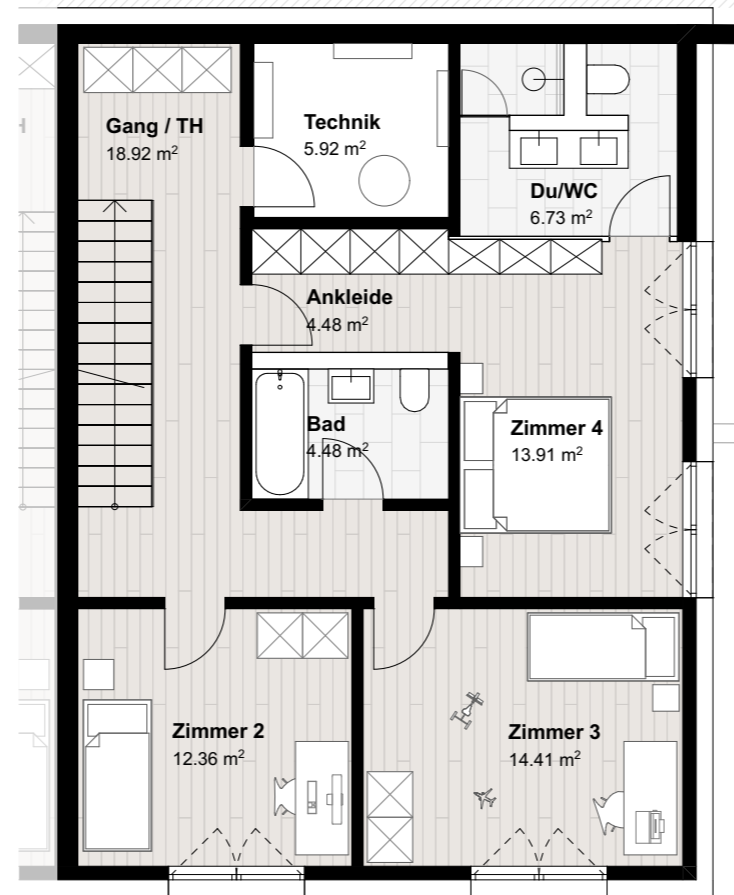 Gang / TH
18.92 m²
Technik
5.92 m²
Du/WC
6.73 m²
Ankleide
4.48 m²
Bad
4.48 m²
Zimmer 4
13.91 m²
Zimmer 2
12.36 m²
Zimmer 3
14.41 m²